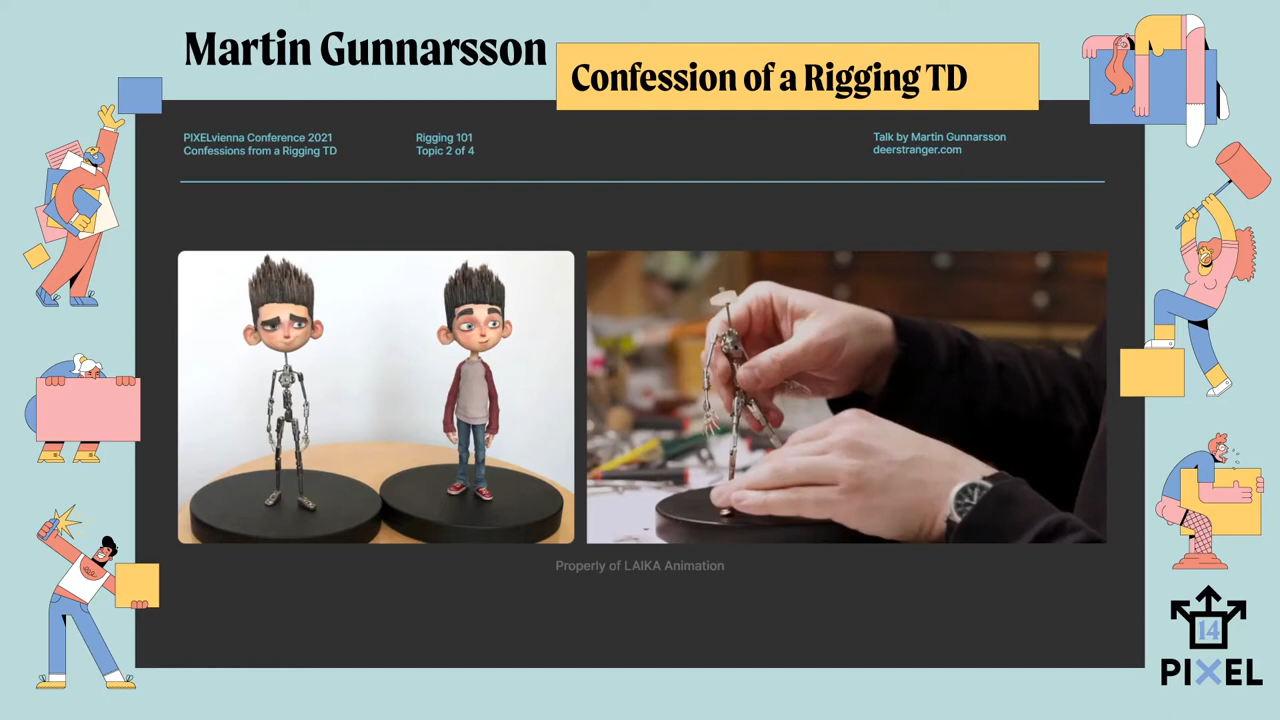 Martin Gunnarsson
Confession of a Rigging TD
PIXELvienna Conference 2021
Confessions from a Rigging TD
Rigging 101
Topic 2 of 4
Talk by Martin Gunnarsson
deerstranger.com
Properly of LAIKA Animation
14
PIXEL